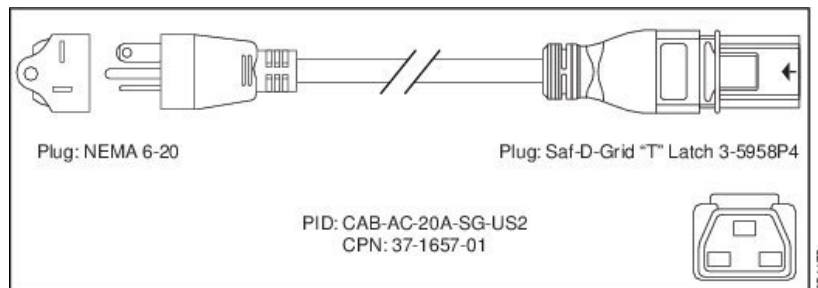 Plug: NEMA 6-20
Plug: Saf-D-Grid “T” Latch 3-5958P4
PID: CAB-AC-20A-SG-US2
CPN: 37-1657-01